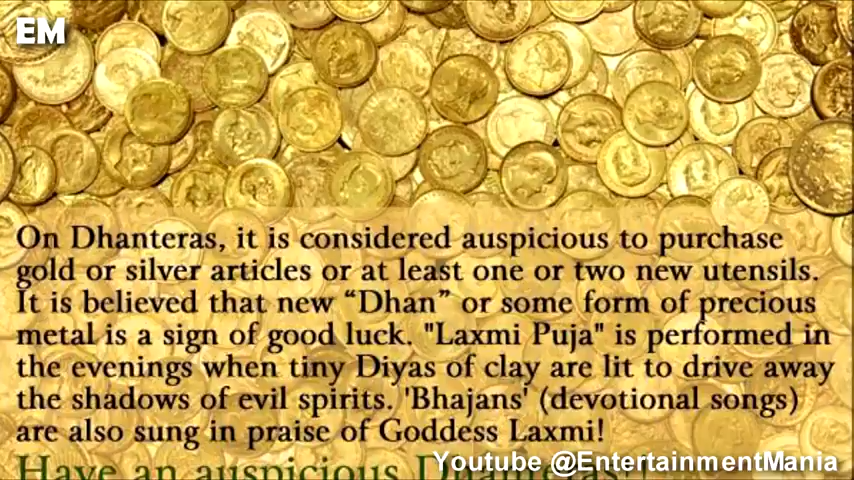 EM
On Dhanteras, it is considered auspicious to purchase
gold or silver articles or at least one or two new utensils.
It is believed that new “Dhan” or some form of precious
metal is a sign of good luck. "Laxmi Puja" is performed in
the evenings when tiny Diyas of clay are lit to drive away
the shadows of evil spirits. 'Bhajans' (devotional songs)
are also sung in praise of Goddess Laxmi!
Have an auspicious Dhanteras!
Youtube @EntertainmentMania